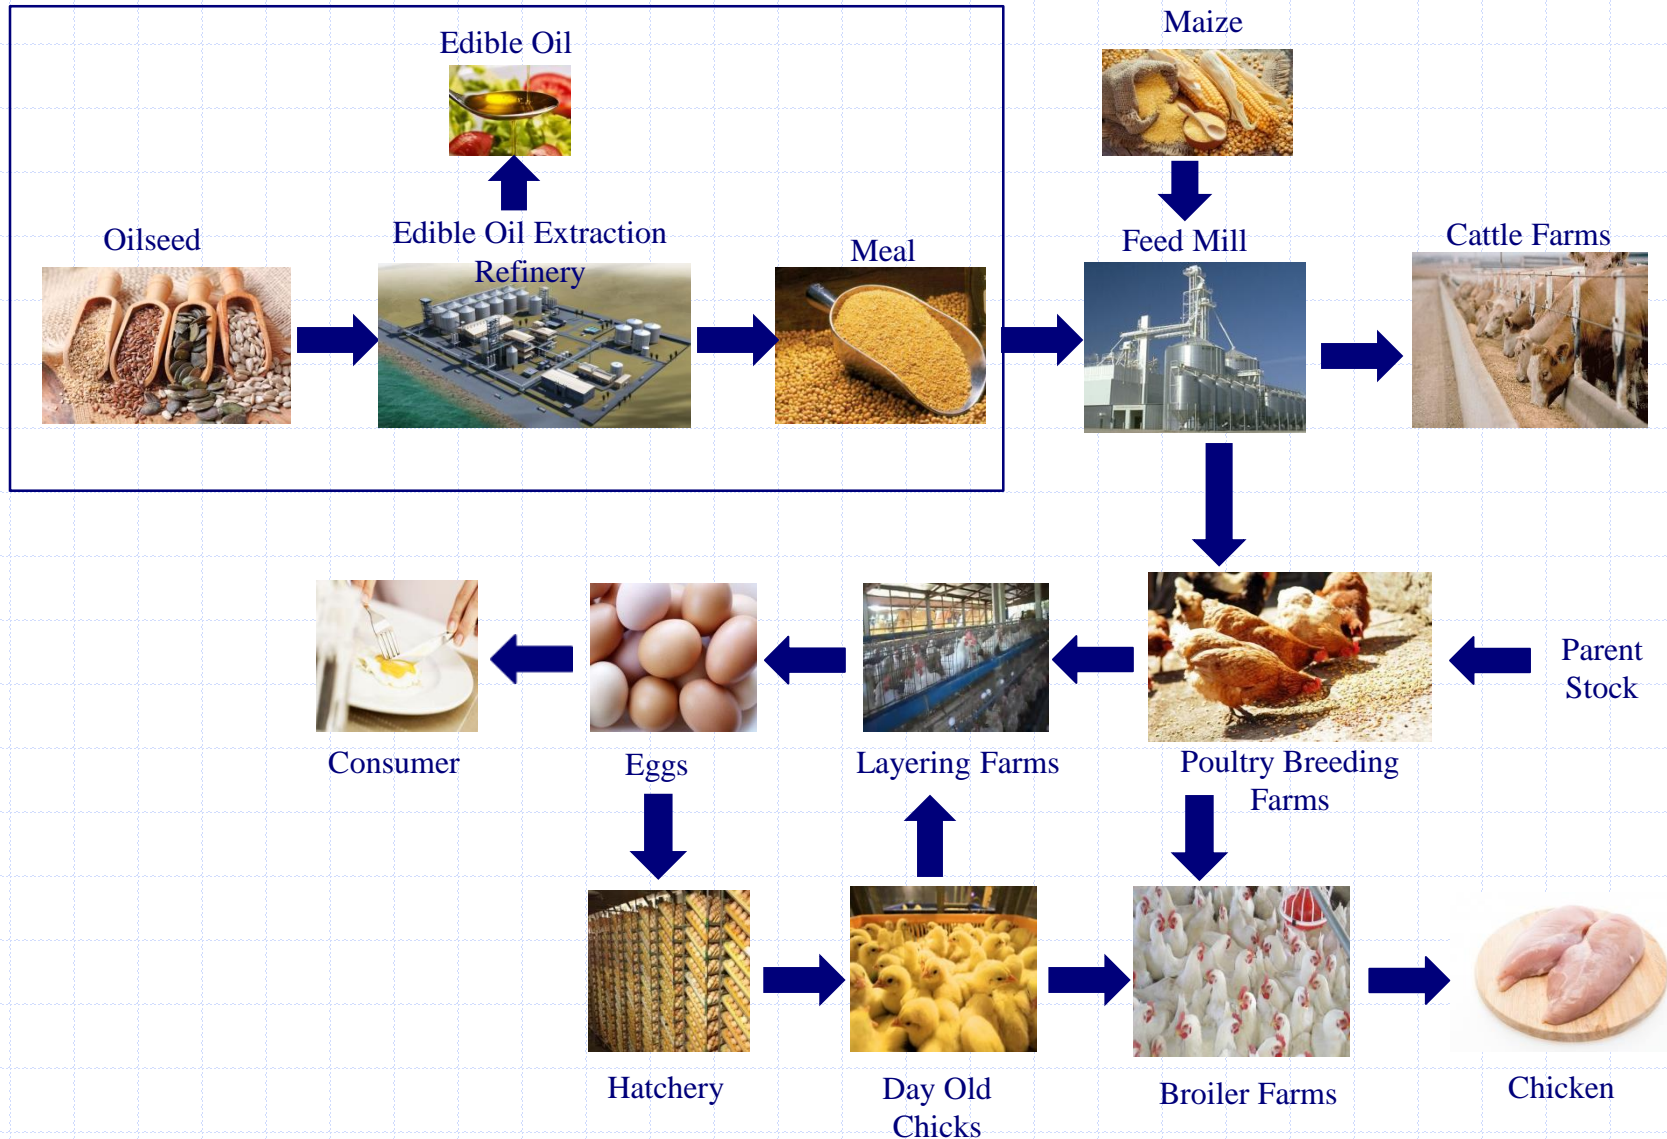 Edible Oil
Maize
Oilseed
Edible Oil Extraction
Refinery
Meal
Feed Mill
Cattle Farms
Parent
Stock
Consumer
Eggs
Layering Farms
Poultry Breeding
Farms
Hatchery
Day Old
Chicks
Broiler Farms
Chicken